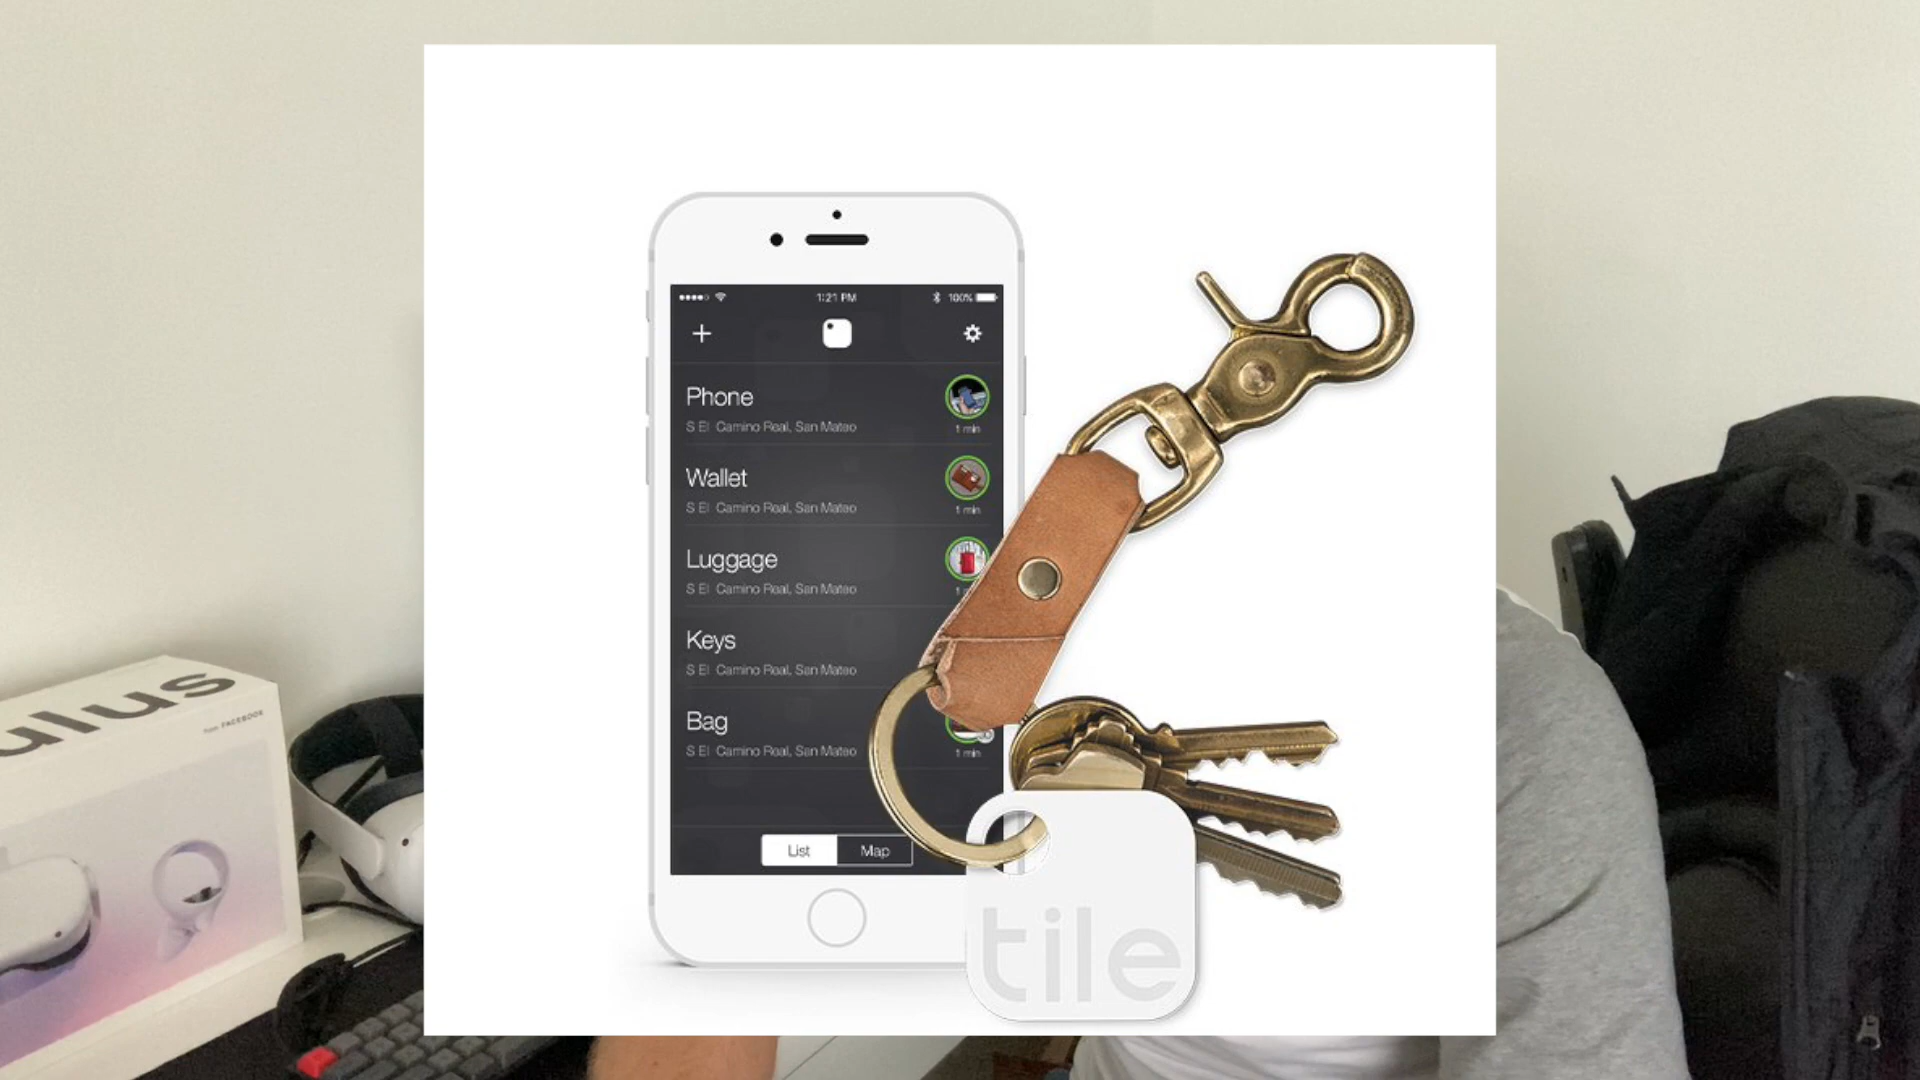 1:21 PM
100%
Phone
S El Camino Real, San Mateo
1 min
Wallet
S El Camino Real, San Mateo
1 min
Luggage
S El Camino Real, San Mateo
Keys
S El Camino Real, San Mateo
Bag
S El Camino Real, San Mateo
1 min
List
Map
tile
ulus
from FACEBOOK